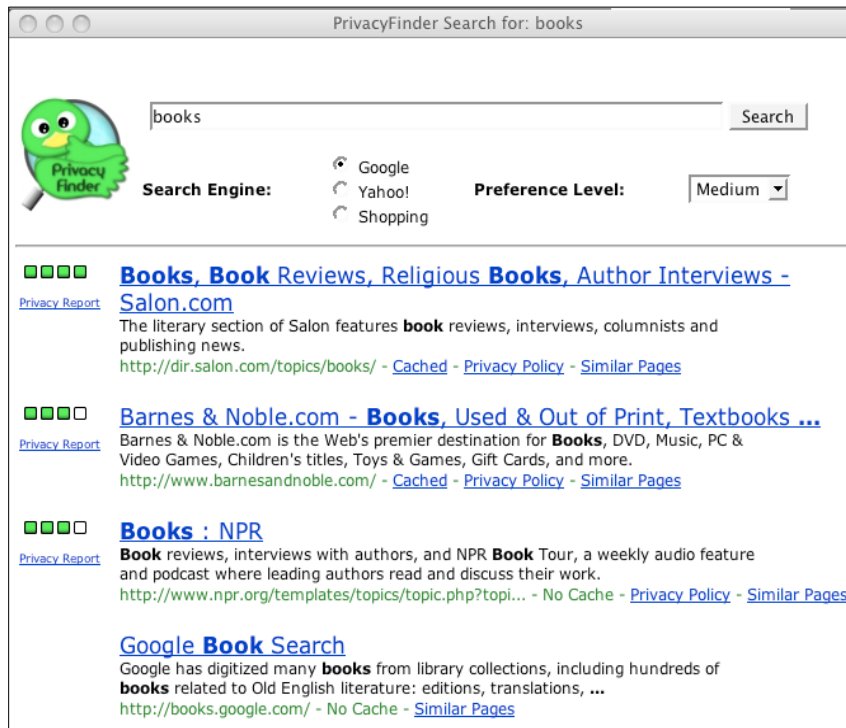 PrivacyFinder Search for: books
Privacy
Finder
books
Search
Search Engine:
Google
Yahoo!
Shopping
Preference Level:
Medium
Privacy Report
Books, Book Reviews, Religious Books, Author Interviews -
Salon.com
The literary section of Salon features book reviews, interviews, columnists and
publishing news.
http://dir.salon.com/topics/books/ - Cached - Privacy Policy - Similar Pages
Privacy Report
Barnes & Noble.com - Books, Used & Out of Print, Textbooks ...
Barnes & Noble.com is the Web's premier destination for Books, DVD, Music, PC &
Video Games, Children's titles, Toys & Games, Gift Cards, and more.
http://www.barnesandnoble.com/ - Cached - Privacy Policy - Similar Pages
Privacy Report
Books : NPR
Book reviews, interviews with authors, and NPR Book Tour, a weekly audio feature
and podcast where leading authors read and discuss their work.
http://www.npr.org/templates/topics/topic.php?topi... - No Cache - Privacy Policy - Similar Pages
Google Book Search
Google has digitized many books from library collections, including hundreds of
books related to Old English literature: editions, translations, ...
http://books.google.com/ - No Cache - Similar Pages